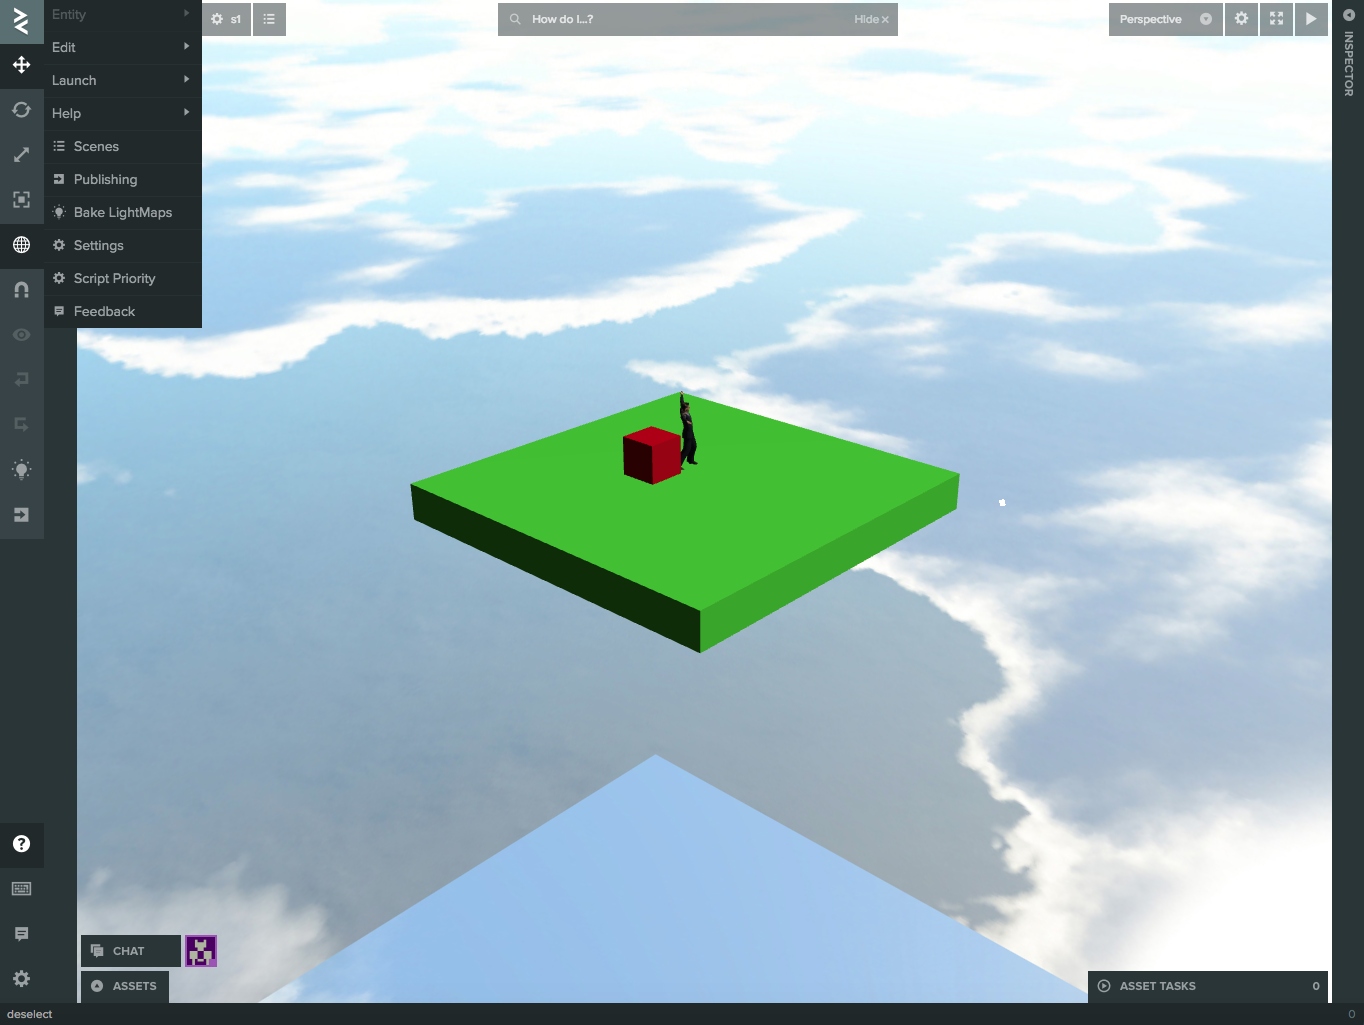 Entity
Edit
Launch
Help
Scenes
Publishing
Bake LightMaps
Settings
Script Priority
Feedback
s1
How do I...?
Hide
Perspective
INSPECTOR
CHAT
ASSETS
ASSET TASKS 0
deselect 0